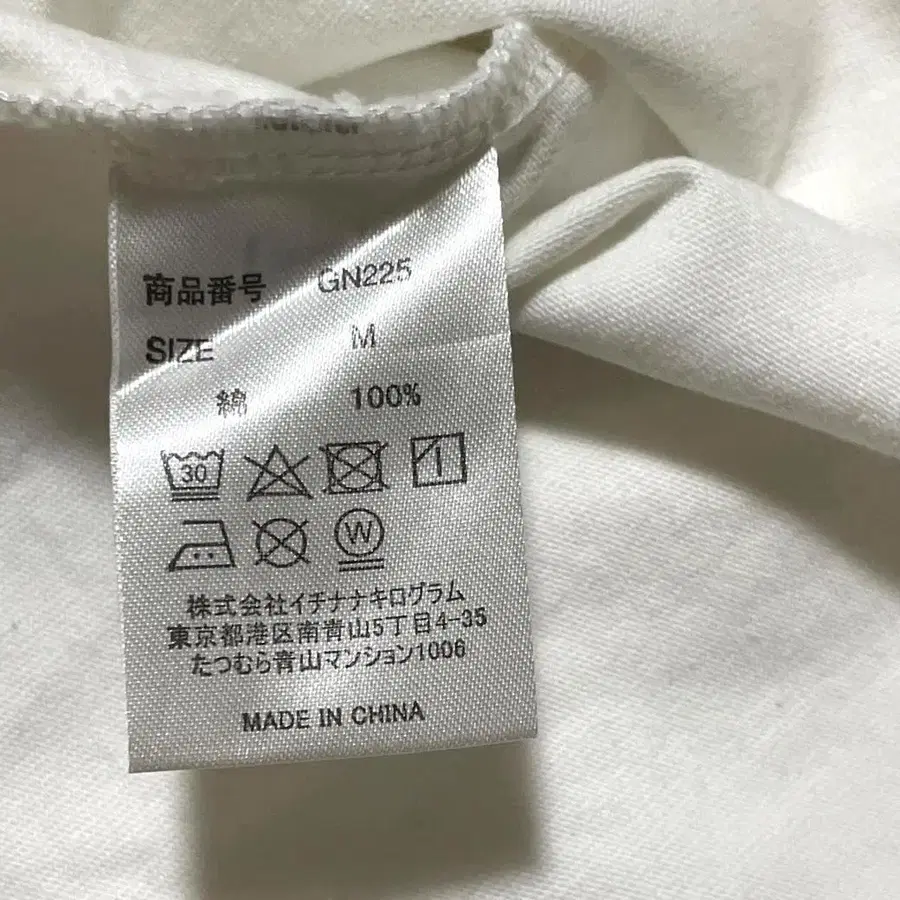 商品番号 GN225
SIZE M
綿 100%
30
W
株式会社イチナナキログラム
東京都港区南青山5丁目4-35
たつむら青山マンション1006
MADE IN CHINA